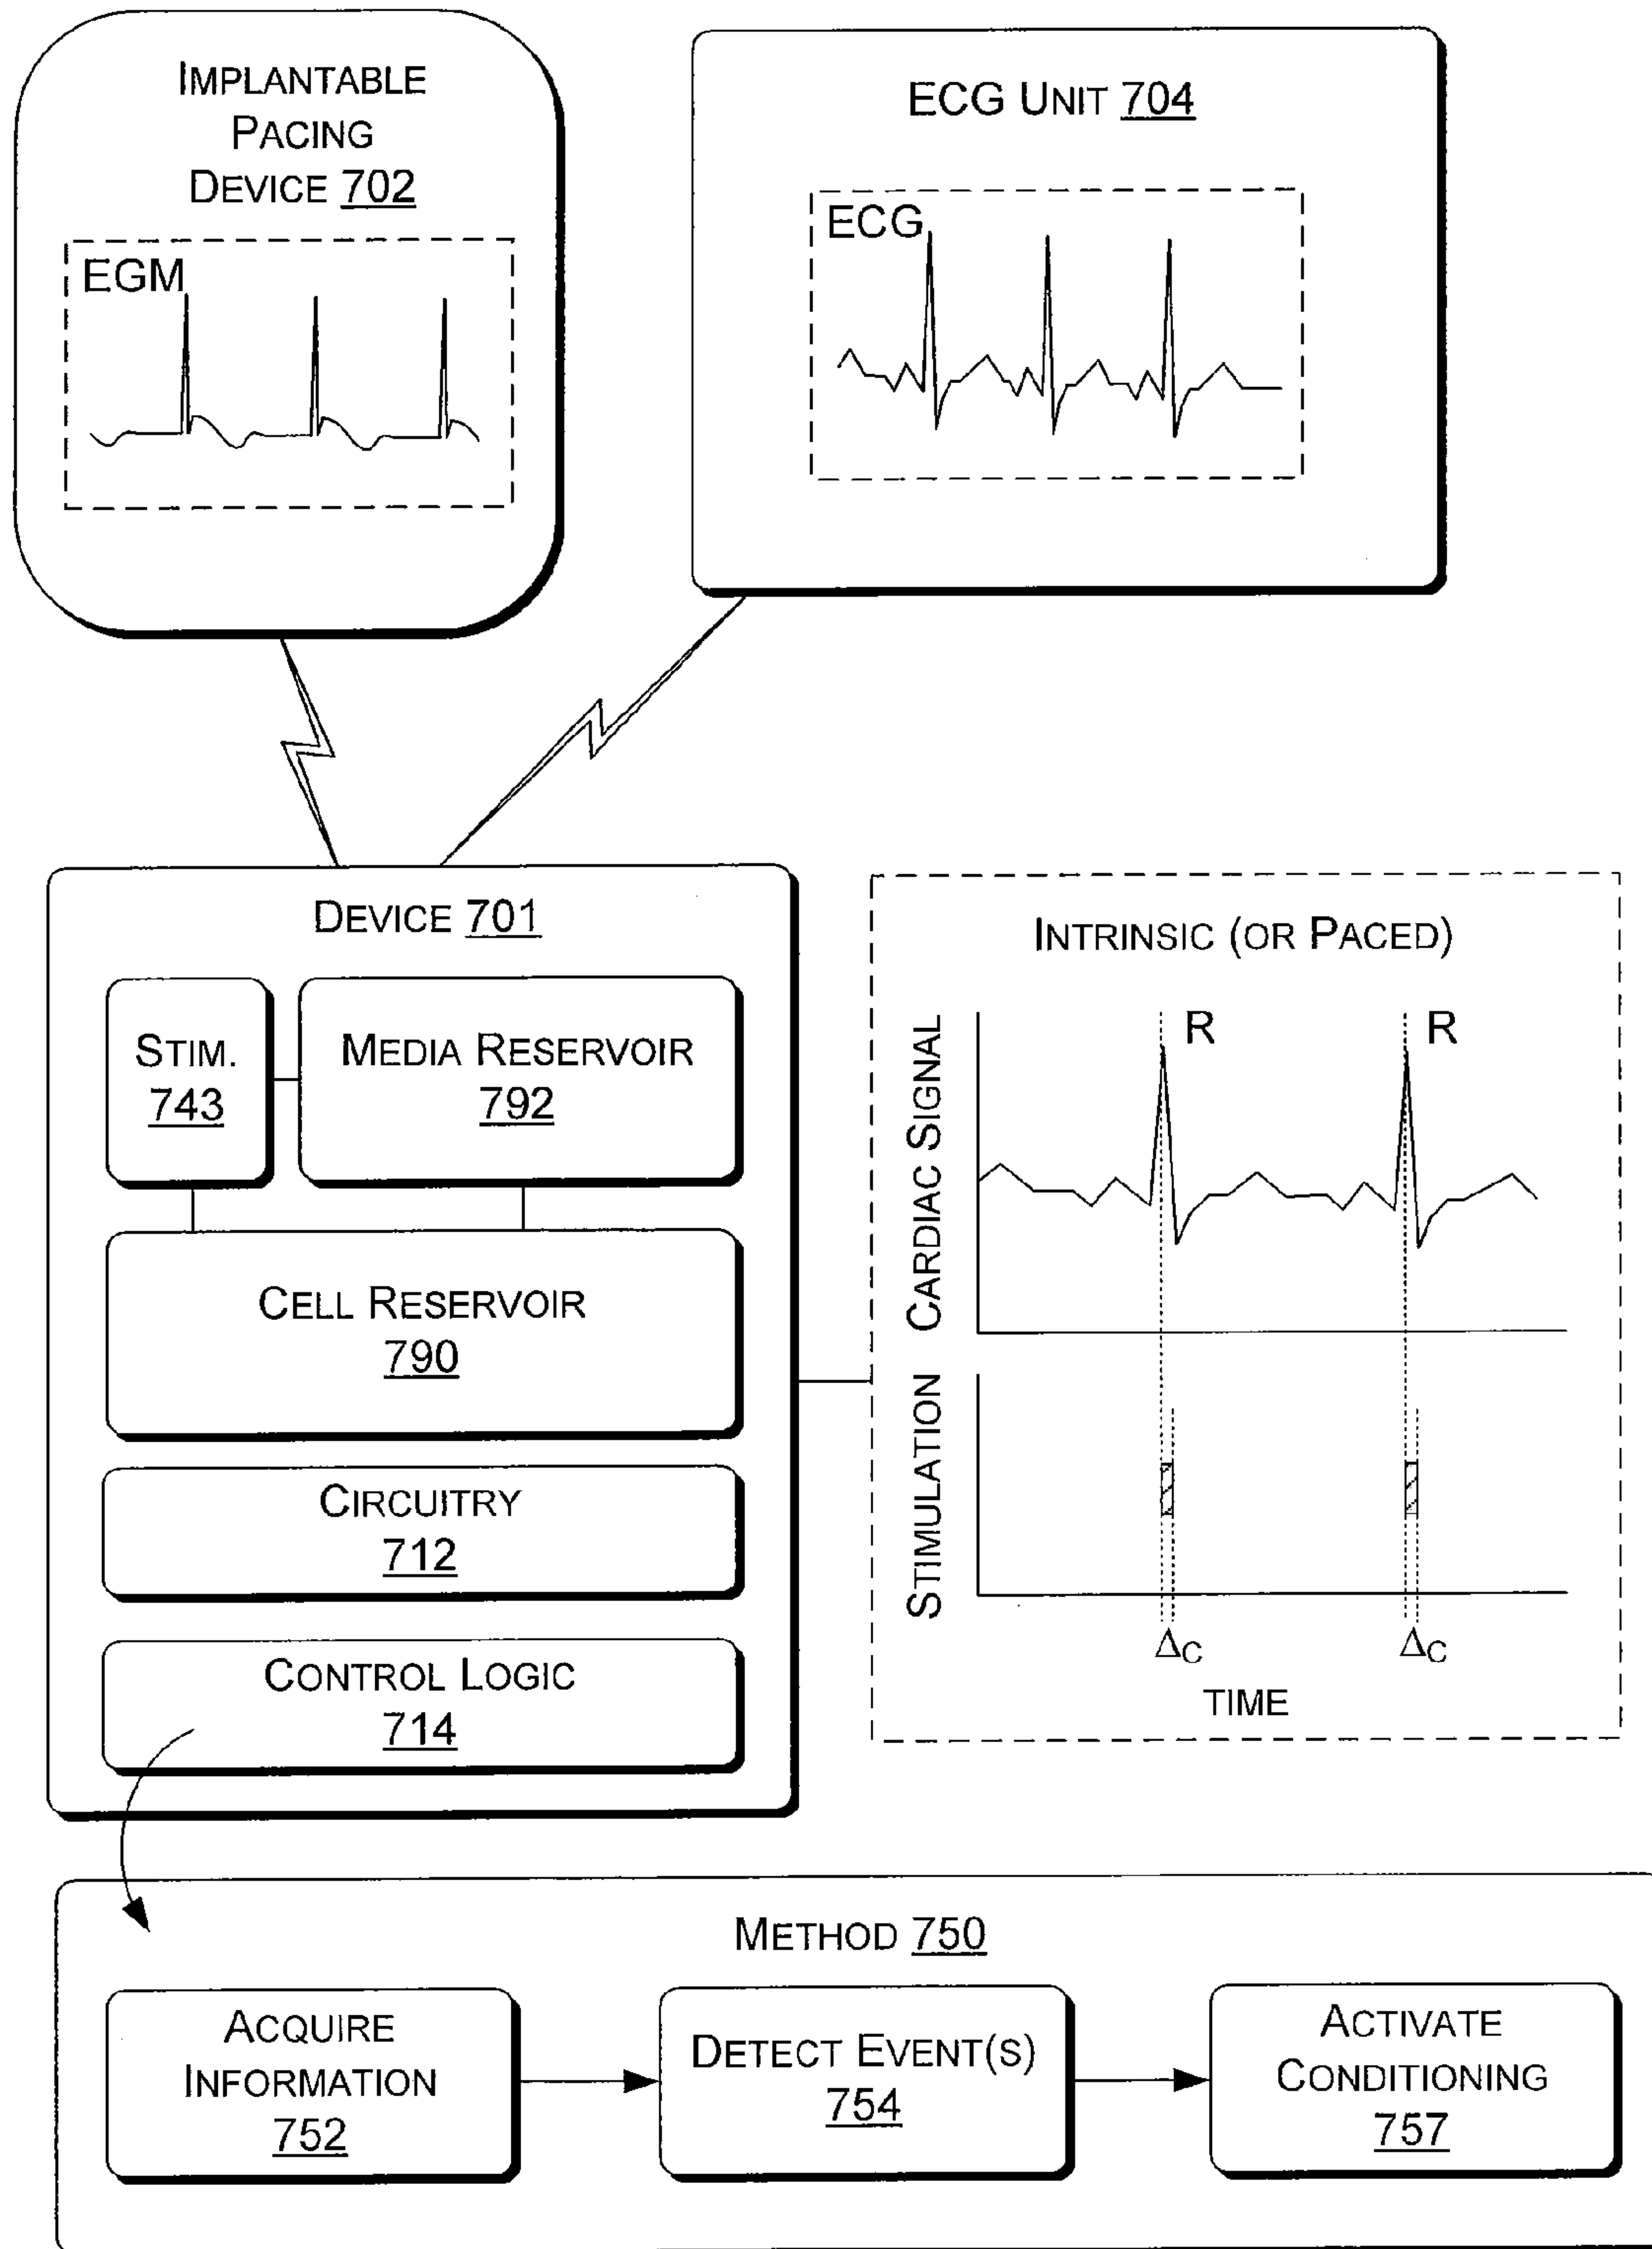 IMPLANTABLE
PACING
DEVICE 702
EGM
ECG UNIT 704
ECG
DEVICE 701
STIM.
743
MEDIA RESERVOIR
792
CELL RESERVOIR
790
CIRCUITRY
712
CONTROL LOGIC
714
INTRINSIC (OR PACED)
CARDIAC SIGNAL
R
R
STIMULATION
ΔC
ΔC
TIME
METHOD 750
ACQUIRE
INFORMATION
752
DETECT EVENT(S)
754
ACTIVATE
CONDITIONING
757